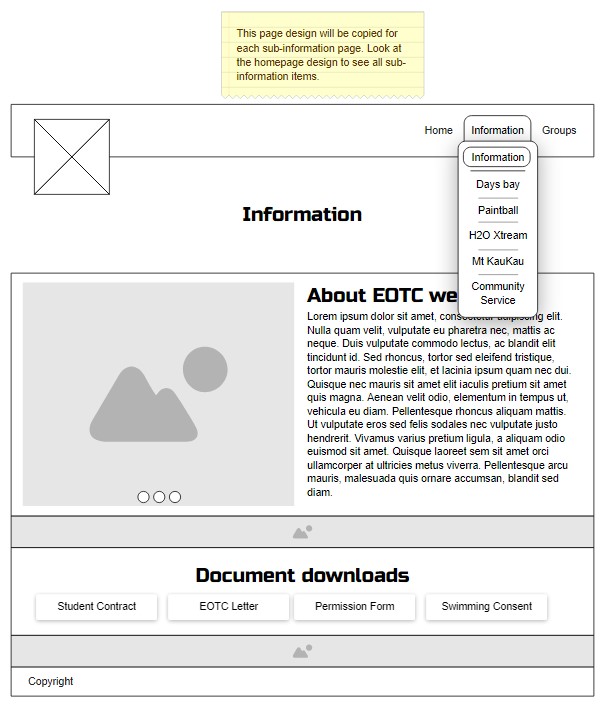 This page design will be copied for
each sub-information page. Look at
the homepage design to see all sub-
information items.
Home
Information
Groups
Information
Days bay
Paintball
H2O Xtream
Mt KauKau
Community
Service
Information
About EOTC we
Lorem ipsum dolor sit amet, consectetur adipiscing elit.
Nulla quam velit, vulputate eu pharetra nec, mattis ac
neque. Duis vulputate commodo lectus, ac blandit elit
tincidunt id. Sed rhoncus, tortor sed eleifend tristique,
tortor mauris molestie elit, et lacinia ipsum quam nec dui.
Quisque nec mauris sit amet elit iaculis pretium sit amet
quis magna. Aenean velit odio, elementum in tempus ut,
vehicula eu diam. Pellentesque rhoncus aliquam mattis.
Ut vulputate eros sed felis sodales nec vulputate justo
hendrerit. Vivamus varius pretium ligula, a aliquam odio
euismod sit amet. Quisque laoreet sem sit amet orci
ullamcorper at ultricies metus viverra. Pellentesque arcu
mauris, malesuada quis ornare accumsan, blandit sed
diam.
Document downloads
Student Contract
EOTC Letter
Permission Form
Swimming Consent
Copyright